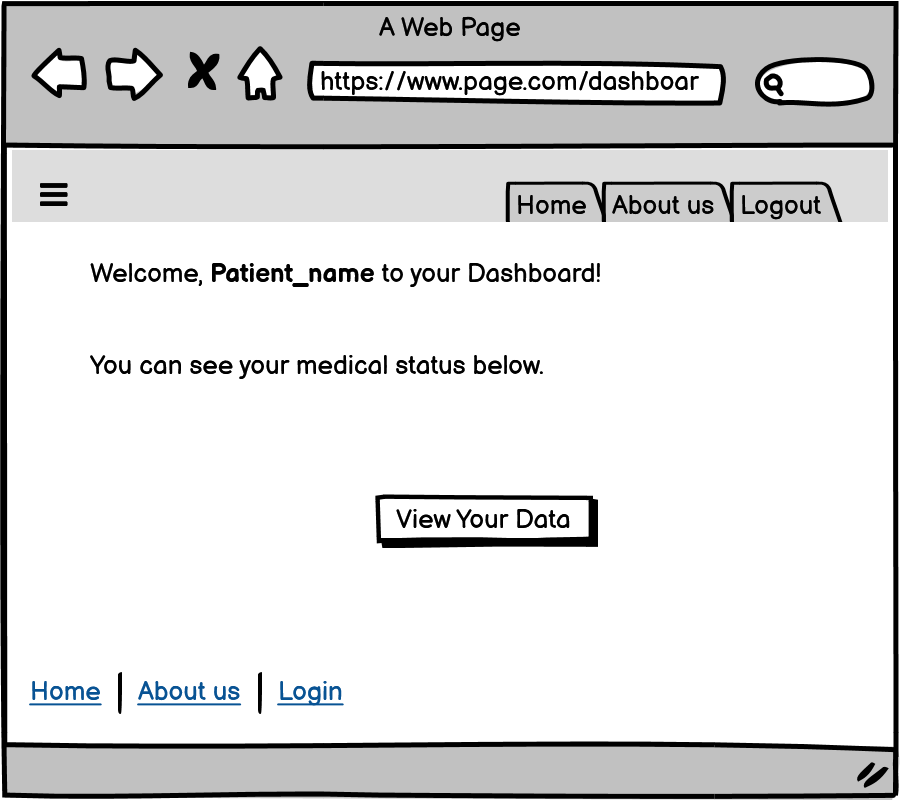 A Web Page
https://www.page.com/dashboar
Home About us Logout
Welcome, Patient_name to your Dashboard!
You can see your medical status below.
View Your Data
Home About us Login